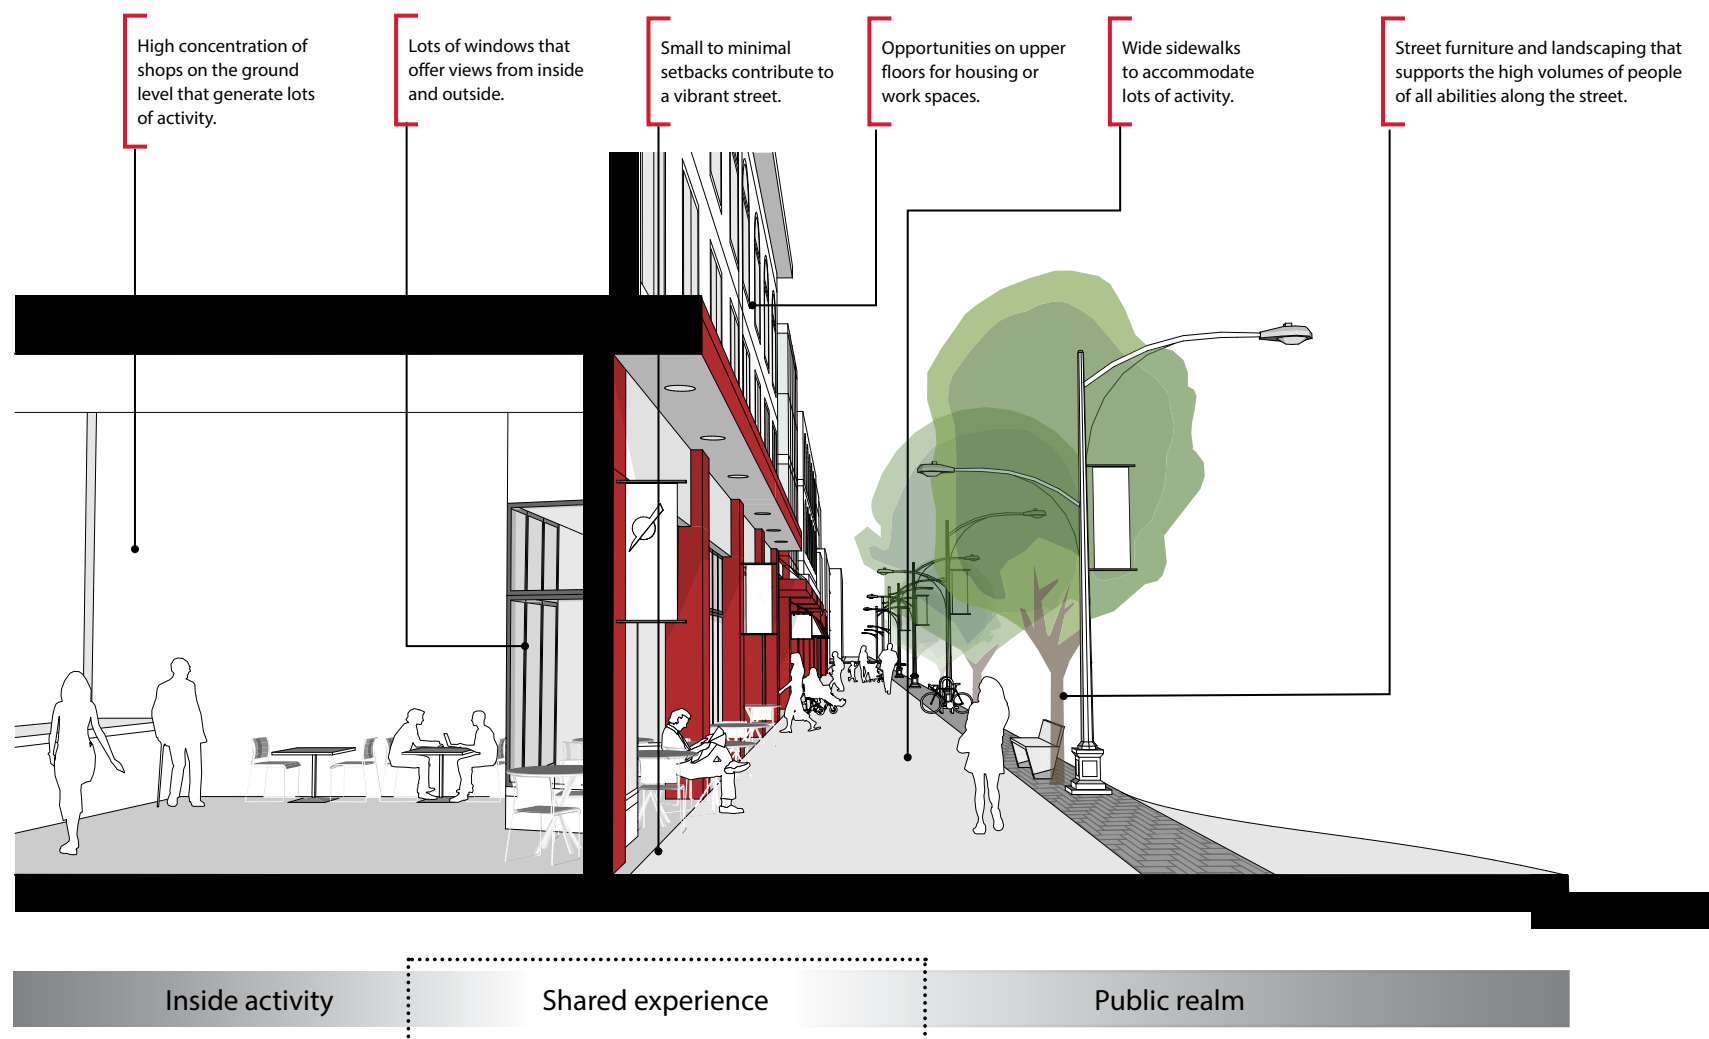 High concentration of
shops on the ground
level that generate lots
of activity.
Lots of windows that
offer views from inside
and outside.
Small to minimal
setbacks contribute to
a vibrant street.
Opportunities on upper
floors for housing or
work spaces.
Wide sidewalks
to accommodate
lots of activity.
Street furniture and landscaping that
supports the high volumes of people
of all abilities along the street.
Inside activity
Shared experience
Public realm